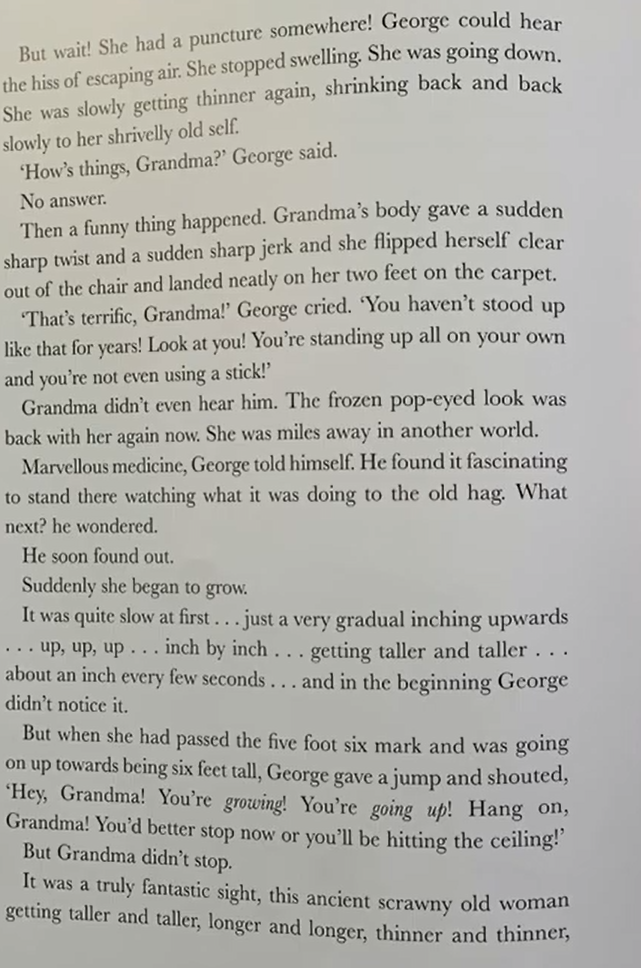 But wait! She had a puncture somewhere! George could hear
the hiss of escaping air. She stopped swelling. She was going down.
She was slowly getting thinner again, shrinking back and back
slowly to her shrivelly old self.
‘How’s things, Grandma?’ George said.
No answer.
Then a funny thing happened. Grandma’s body gave a sudden
sharp twist and a sudden sharp jerk and she flipped herself clear
out of the chair and landed neatly on her two feet on the carpet.
‘That’s terrific, Grandma!’ George cried. ‘You haven’t stood up
like that for years! Look at you! You’re standing up all on your own
and you’re not even using a stick!’
Grandma didn’t even hear him. The frozen pop-eyed look was
back with her again now. She was miles away in another world.
Marvellous medicine, George told himself. He found it fascinating
to stand there watching what it was doing to the old hag. What
next? he wondered.
He soon found out.
Suddenly she began to grow.
It was quite slow at first . . . just a very gradual inching upwards
. . . up, up, up . . . inch by inch . . . getting taller and taller . . .
about an inch every few seconds . . . and in the beginning George
didn’t notice it.
But when she had passed the five foot six mark and was going
on up towards being six feet tall, George gave a jump and shouted,
‘Hey, Grandma! You’re growing! You’re going up! Hang on,
Grandma! You’d better stop now or you’ll be hitting the ceiling!’
But Grandma didn’t stop.
It was a truly fantastic sight, this ancient scrawny old woman
getting taller and taller, longer and longer, thinner and thinner,